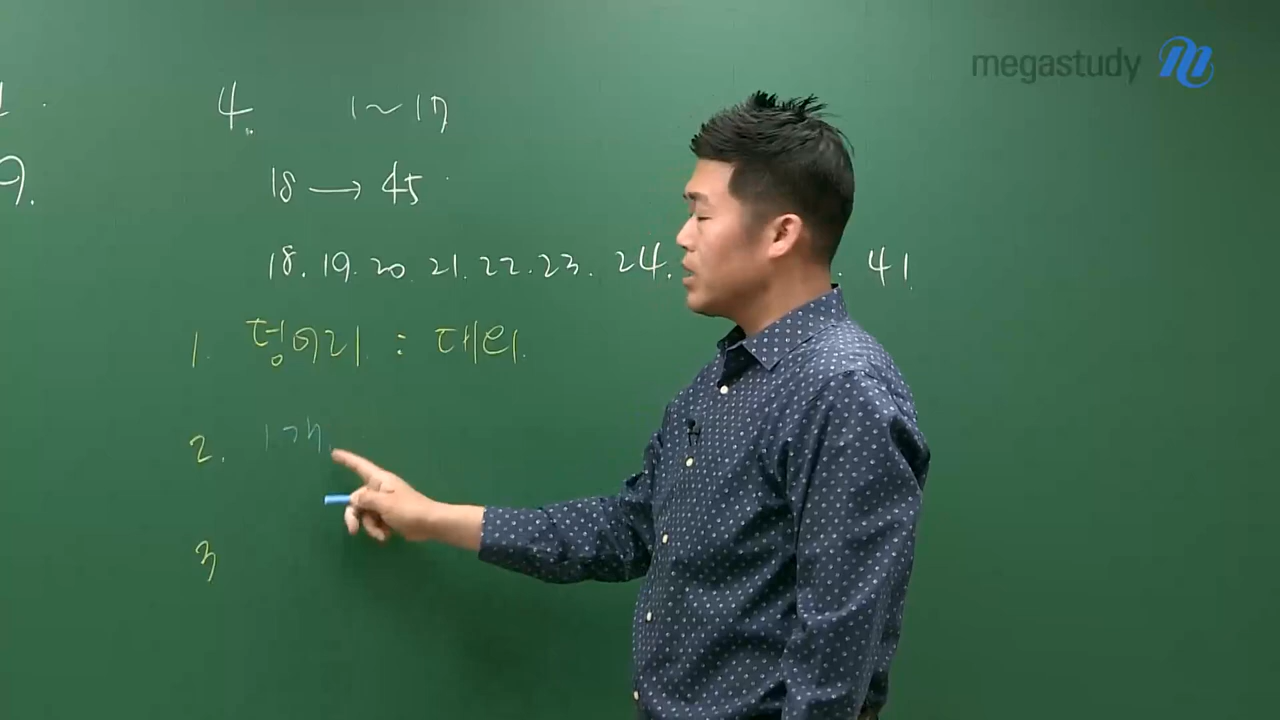 megastudy
4. 1~17
9.
18 → 45
18. 19. 20 21. 22. 23. 24. . 41
1. 덩어리 : 대의
2. 1개
3